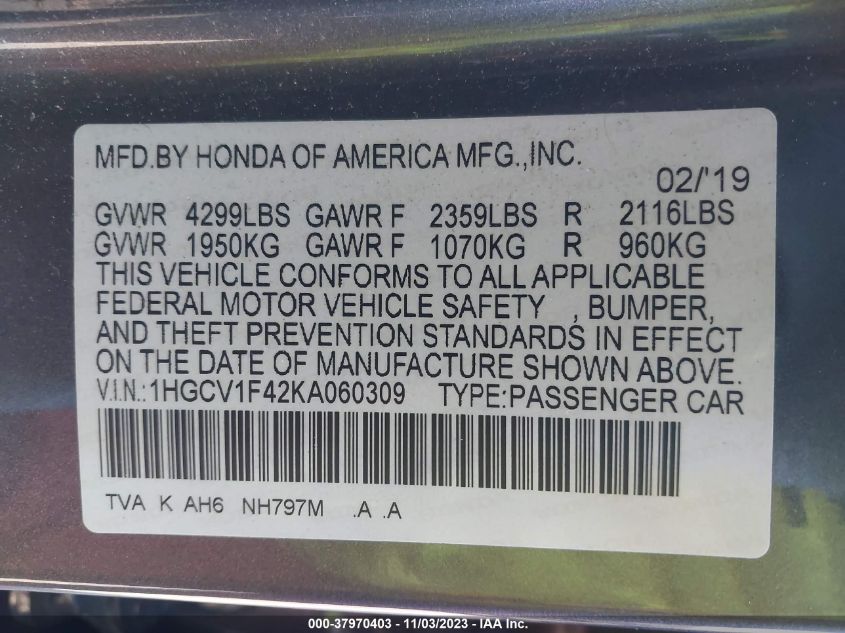 MFD.BY HONDA OF AMERICA MFG.,INC.
02/'19
GVWR 4299LBS GAWR F 2359LBS R 2116LBS
GVWR 1950KG GAWR F 1070KG R 960KG
THIS VEHICLE CONFORMS TO ALL APPLICABLE
FEDERAL MOTOR VEHICLE SAFETY , BUMPER,
AND THEFT PREVENTION STANDARDS IN EFFECT
ON THE DATE OF MANUFACTURE SHOWN ABOVE.
V.I.N.:1HGCV1F42KA060309 TYPE:PASSENGER CAR
TVA K AH6 NH797M .A .A
000-37970403 - 11/03/2023 - IAA Inc.